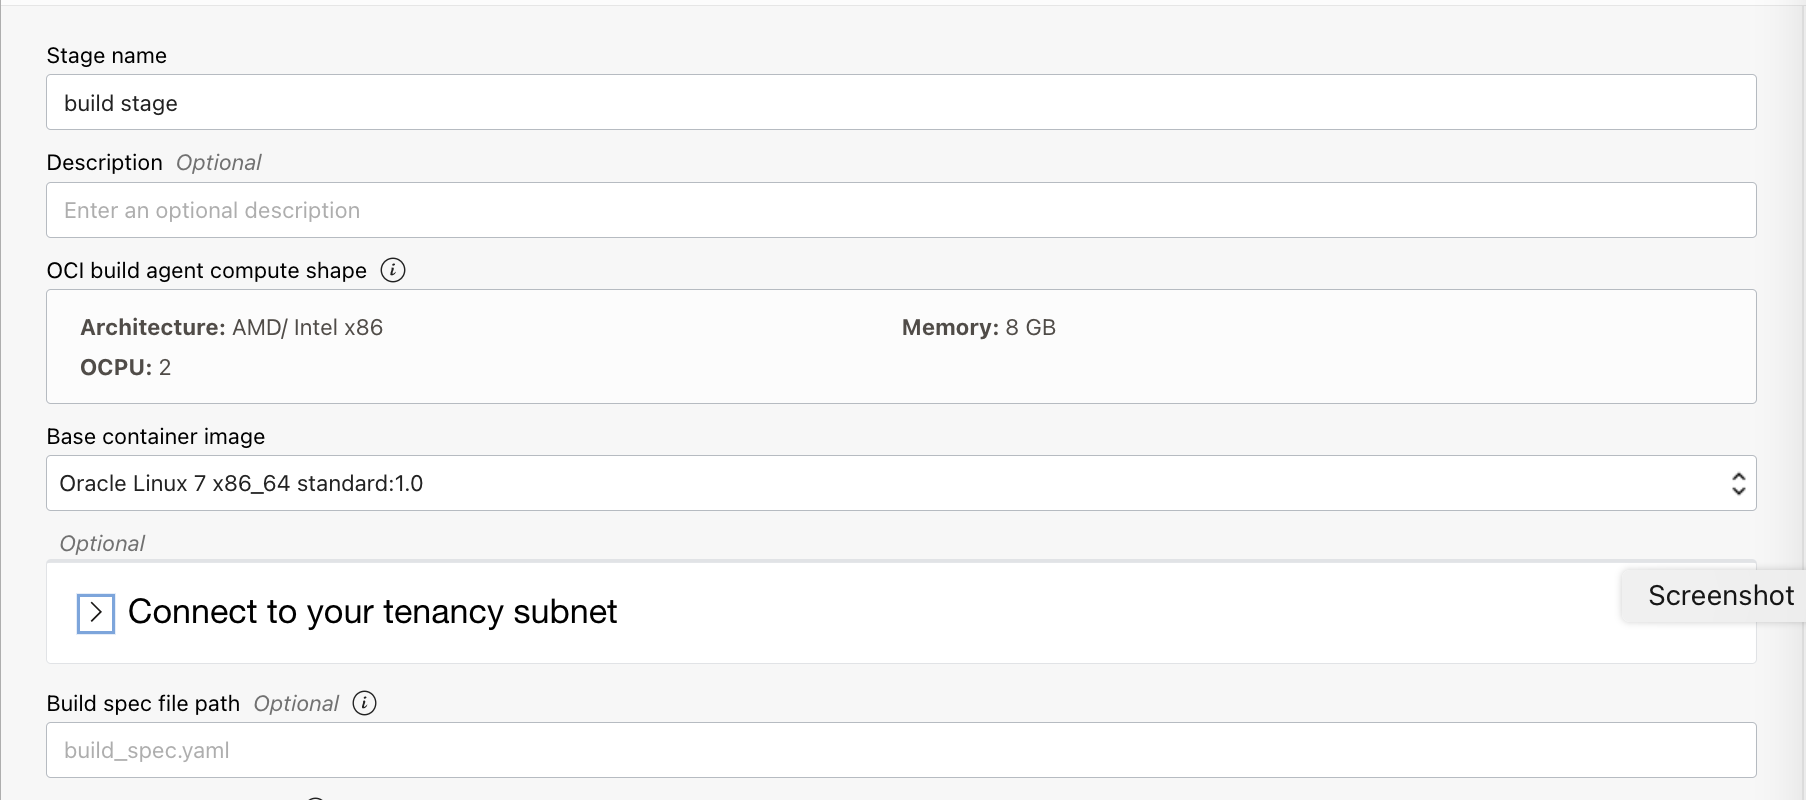 Stage name
build stage
Description Optional
Enter an optional description
OCI build agent compute shape
Architecture: AMD/ Intel x86
Memory: 8 GB
OCPU: 2
Base container image
Oracle Linux 7 x86_64 standard:1.0
Optional
Connect to your tenancy subnet
Screenshot
Build spec file path Optional
build_spec.yaml